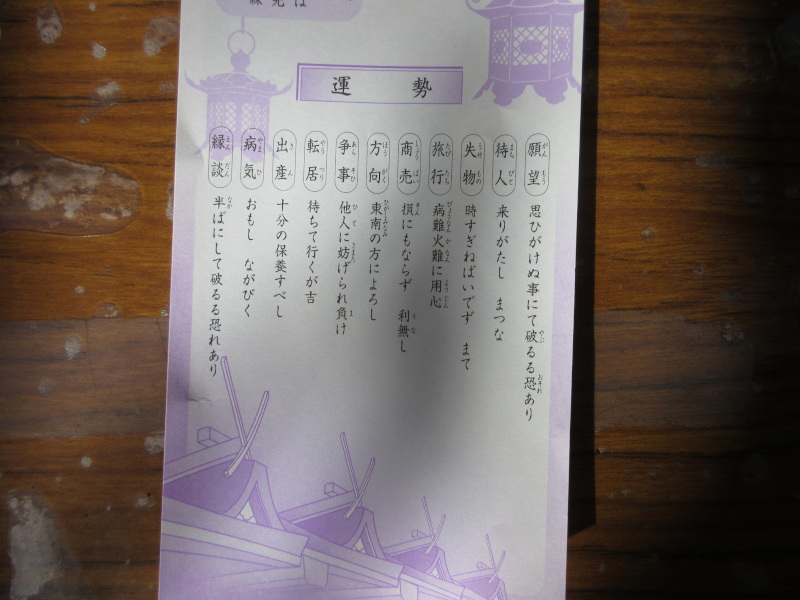 運勢
願望 思ひがけぬ事にて破るる恐あり
待人 来りがたし まつな
失物 時すぎねばいでず まて
旅行 病難火難に用心
商売 損にもならず 利無し
方向 東南の方によろし
争事 他人に妨げられ負け
転居 待ちて行くが吉
出産 十分の保養すべし
病気 おもし ながびく
縁談 半ばにして破るる恐れあり